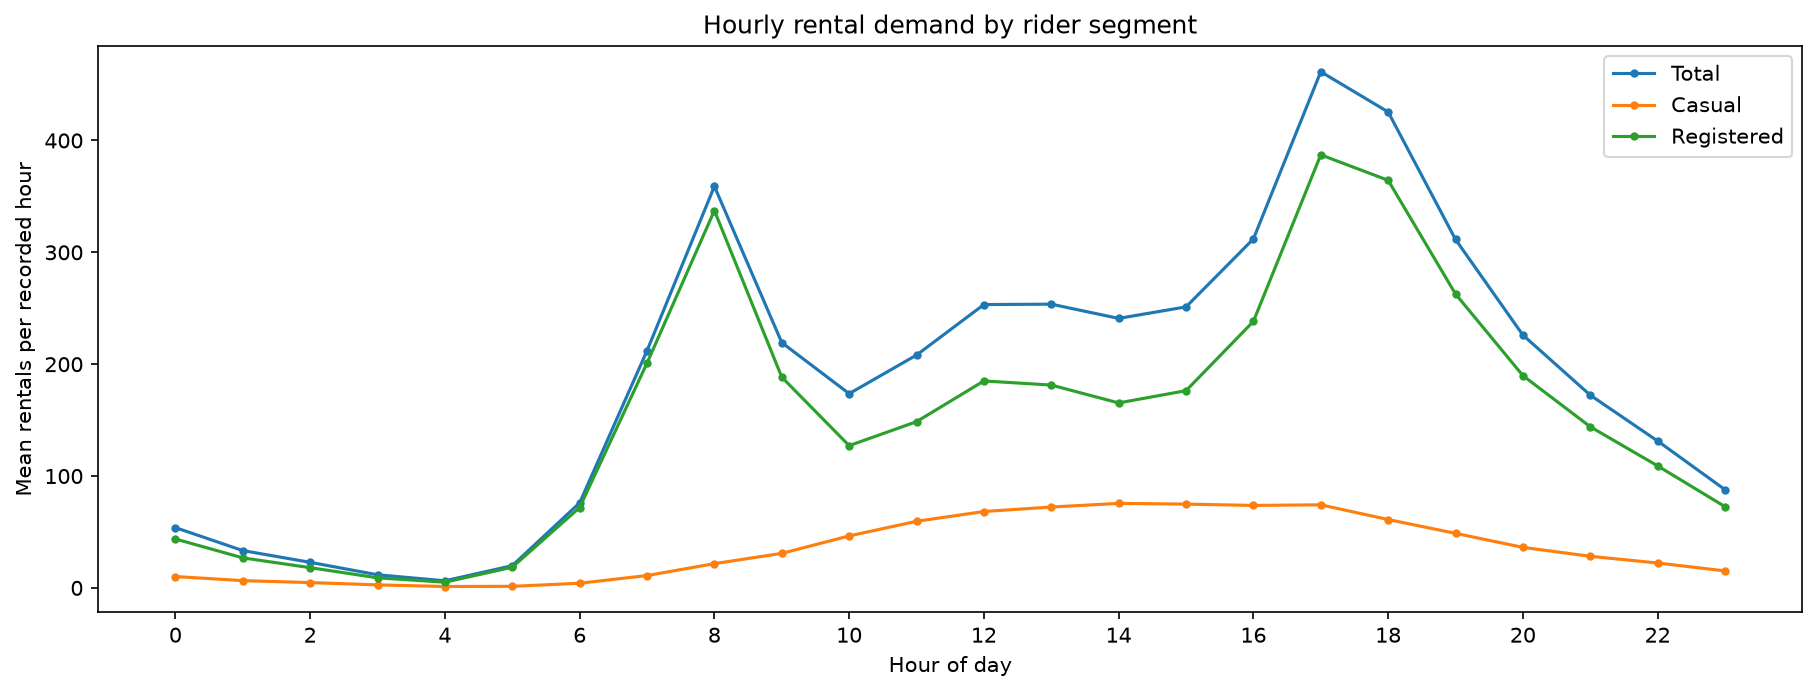 Hourly rental demand by rider segment
Total
Casual
Registered
Mean rentals per recorded hour
400
300
200
100
0
0 2 4 6 8 10 12 14 16 18 20 22
Hour of day